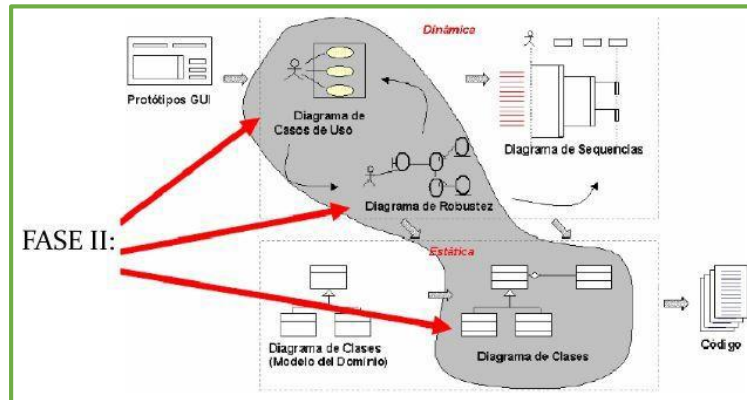 Dinámica
Protótipos GUI
Diagrama de
Casos de Uso
Diagrama de Sequencias
Diagrama de Robustez
FASE II:
Estática
Diagrama de Clases
(Modelo del Dominio)
Diagrama de Clases
Código